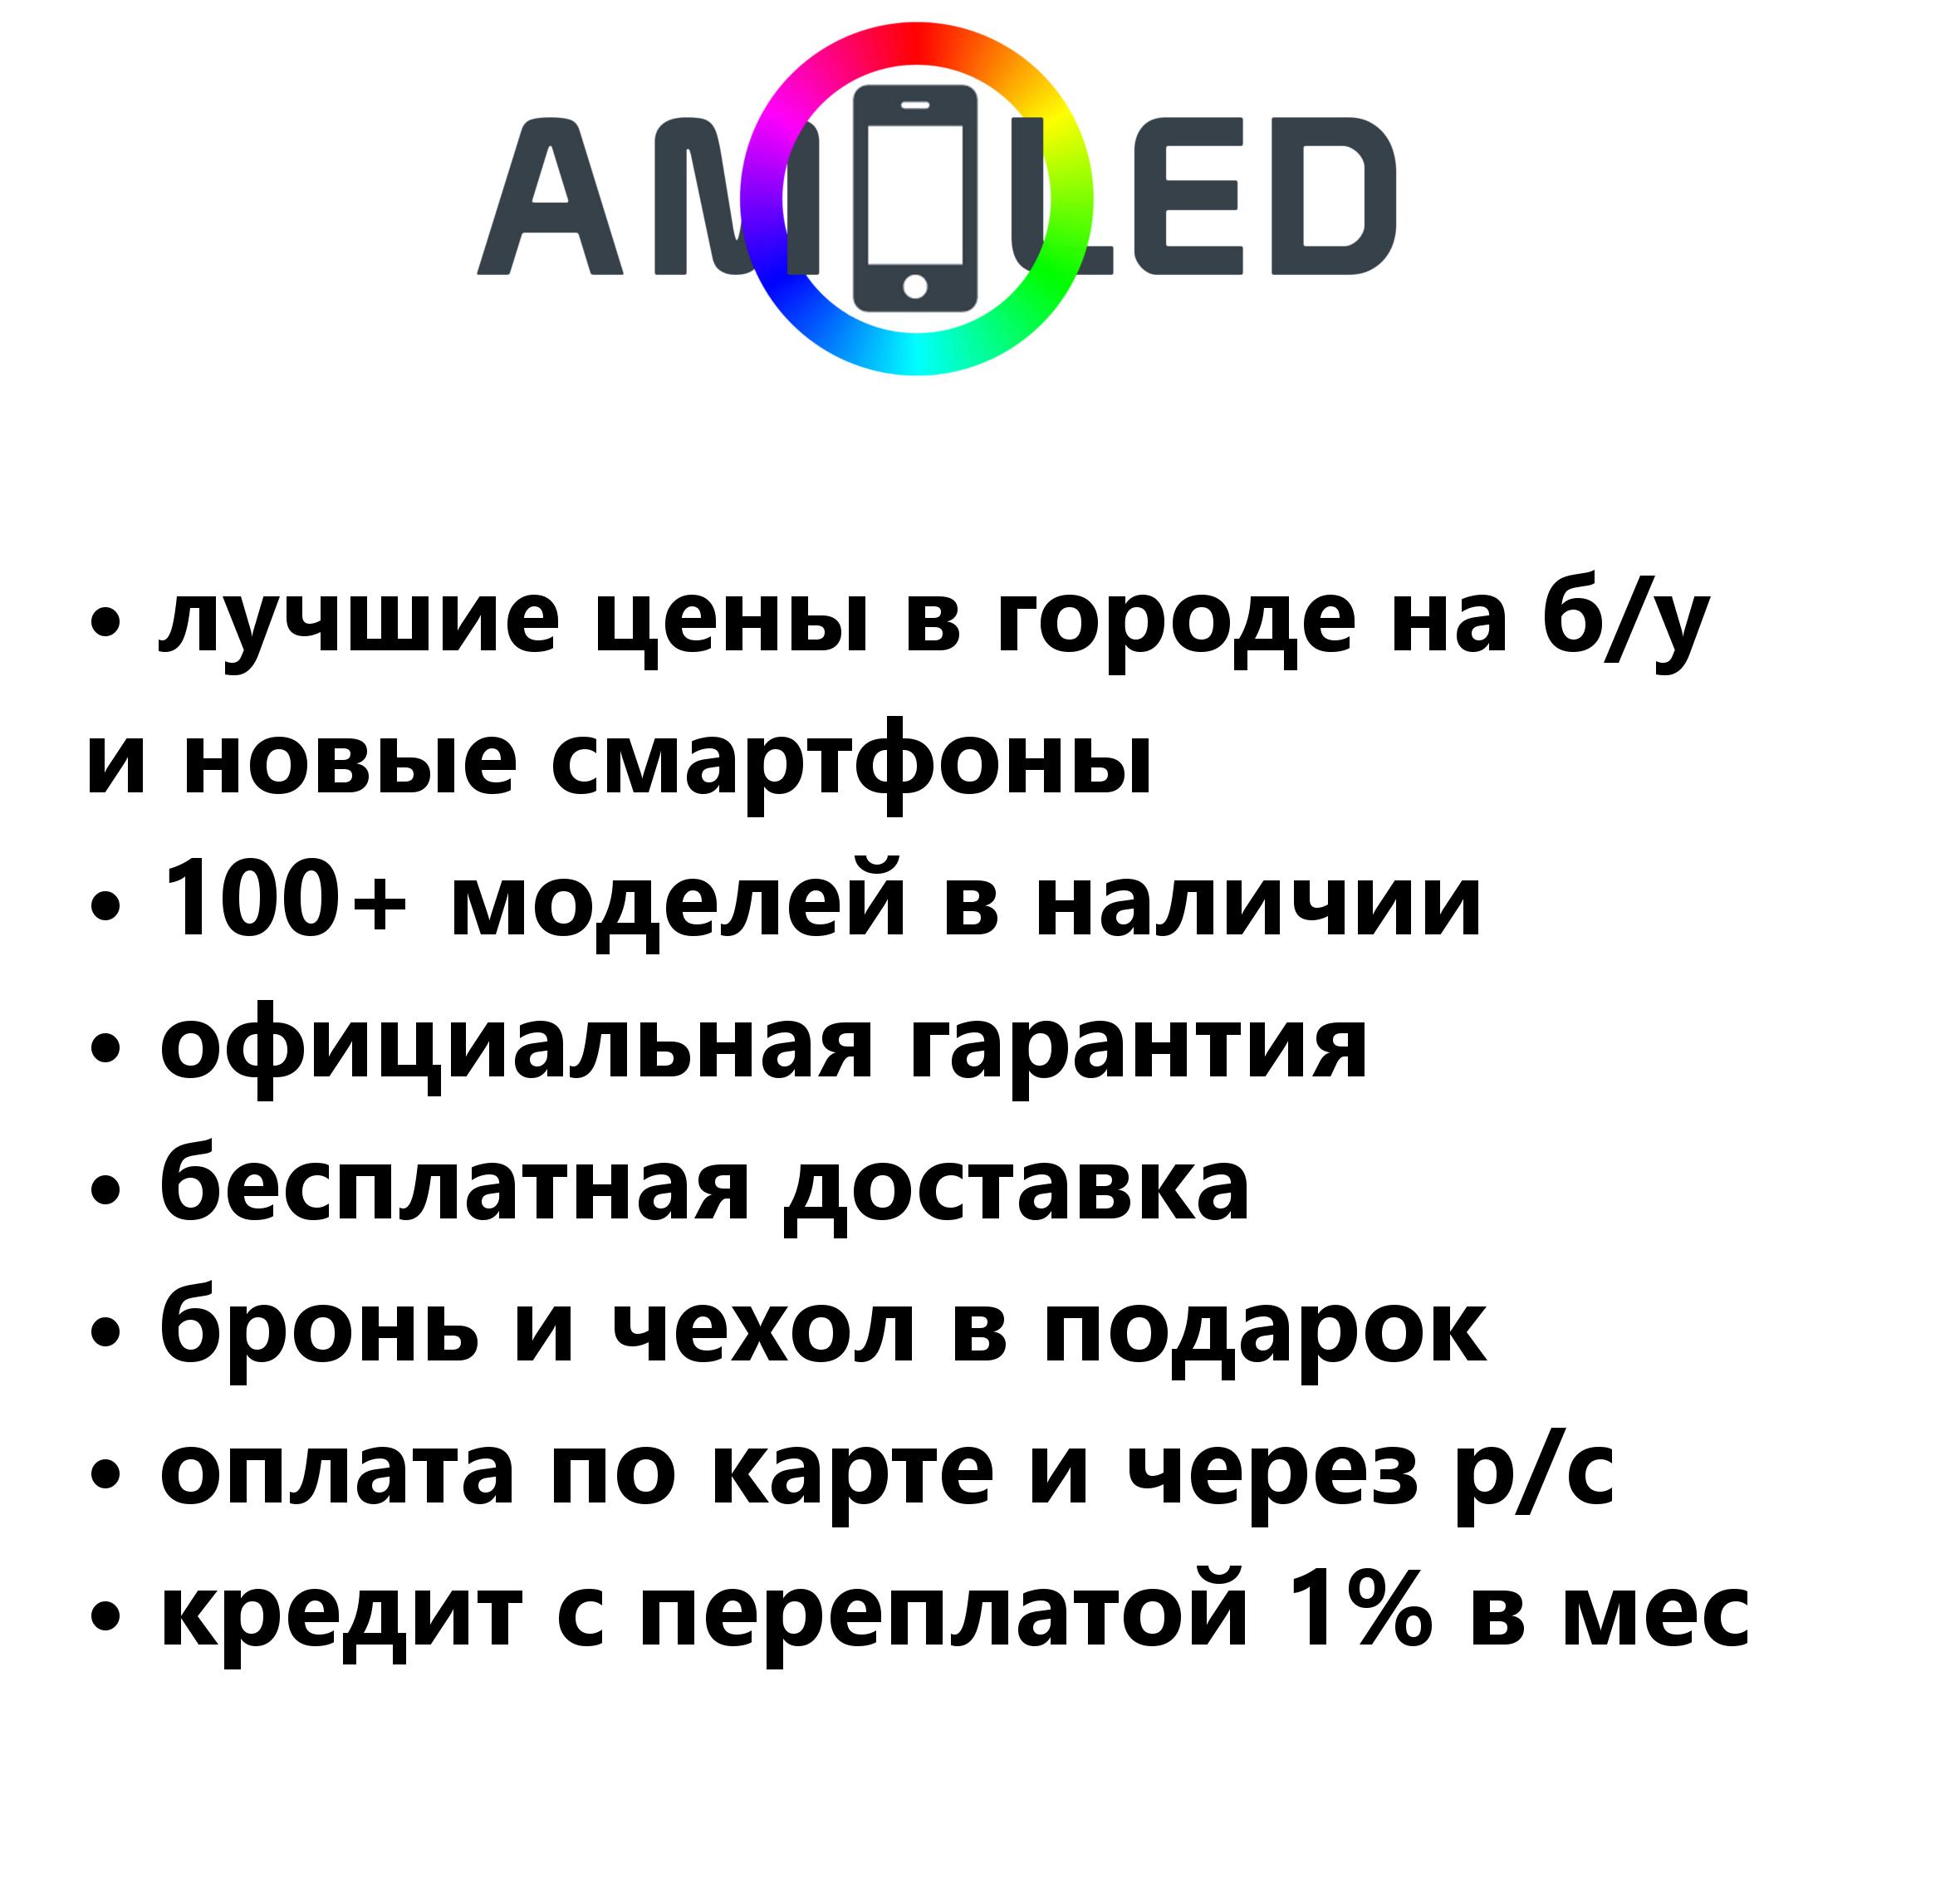 AMOLED
• лучшие цены в городе на б/у
и новые смартфоны
• 100+ моделей в наличии
• официальная гарантия
• бесплатная доставка
• бронь и чехол в подарок
• оплата по карте и через р/с
• кредит с переплатой 1% в мес